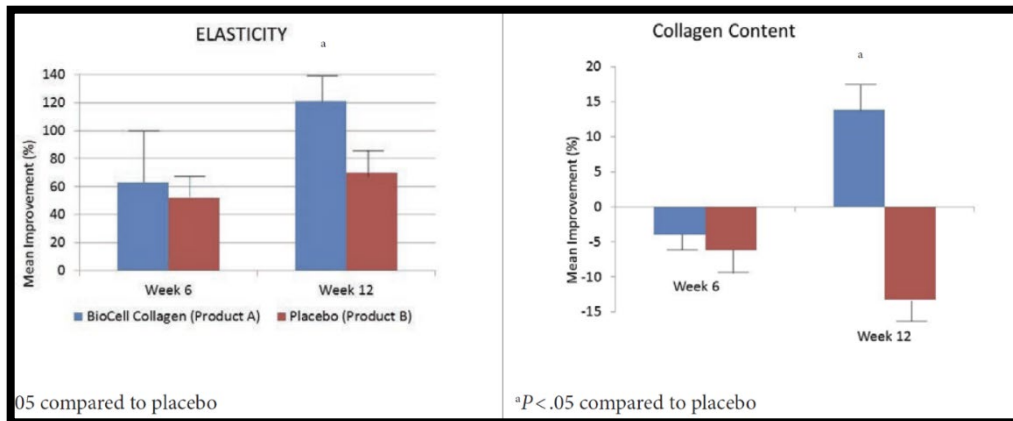 ELASTICITY
a
140
120
100
80
60
40
20
0
Mean Improvement (%)
Week 6
Week 12
BioCell Collagen (Product A)
Placebo (Product B)
05 compared to placebo
Collagen Content
a
20
15
10
5
0
-5
-10
-15
Mean Improvement (%)
Week 6
Week 12
aP<.05 compared to placebo